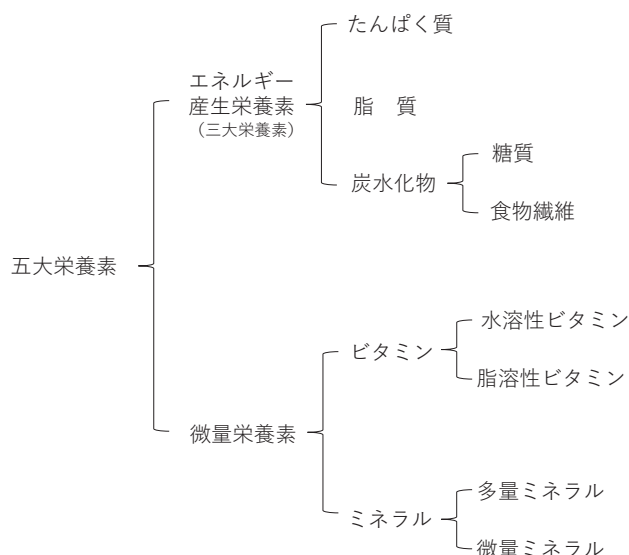 五大栄養素
エネルギー
産生栄養素
（三大栄養素）
たんぱく質
脂　質
炭水化物
糖質
食物繊維
微量栄養素
ビタミン
水溶性ビタミン
脂溶性ビタミン
ミネラル
多量ミネラル
微量ミネラル